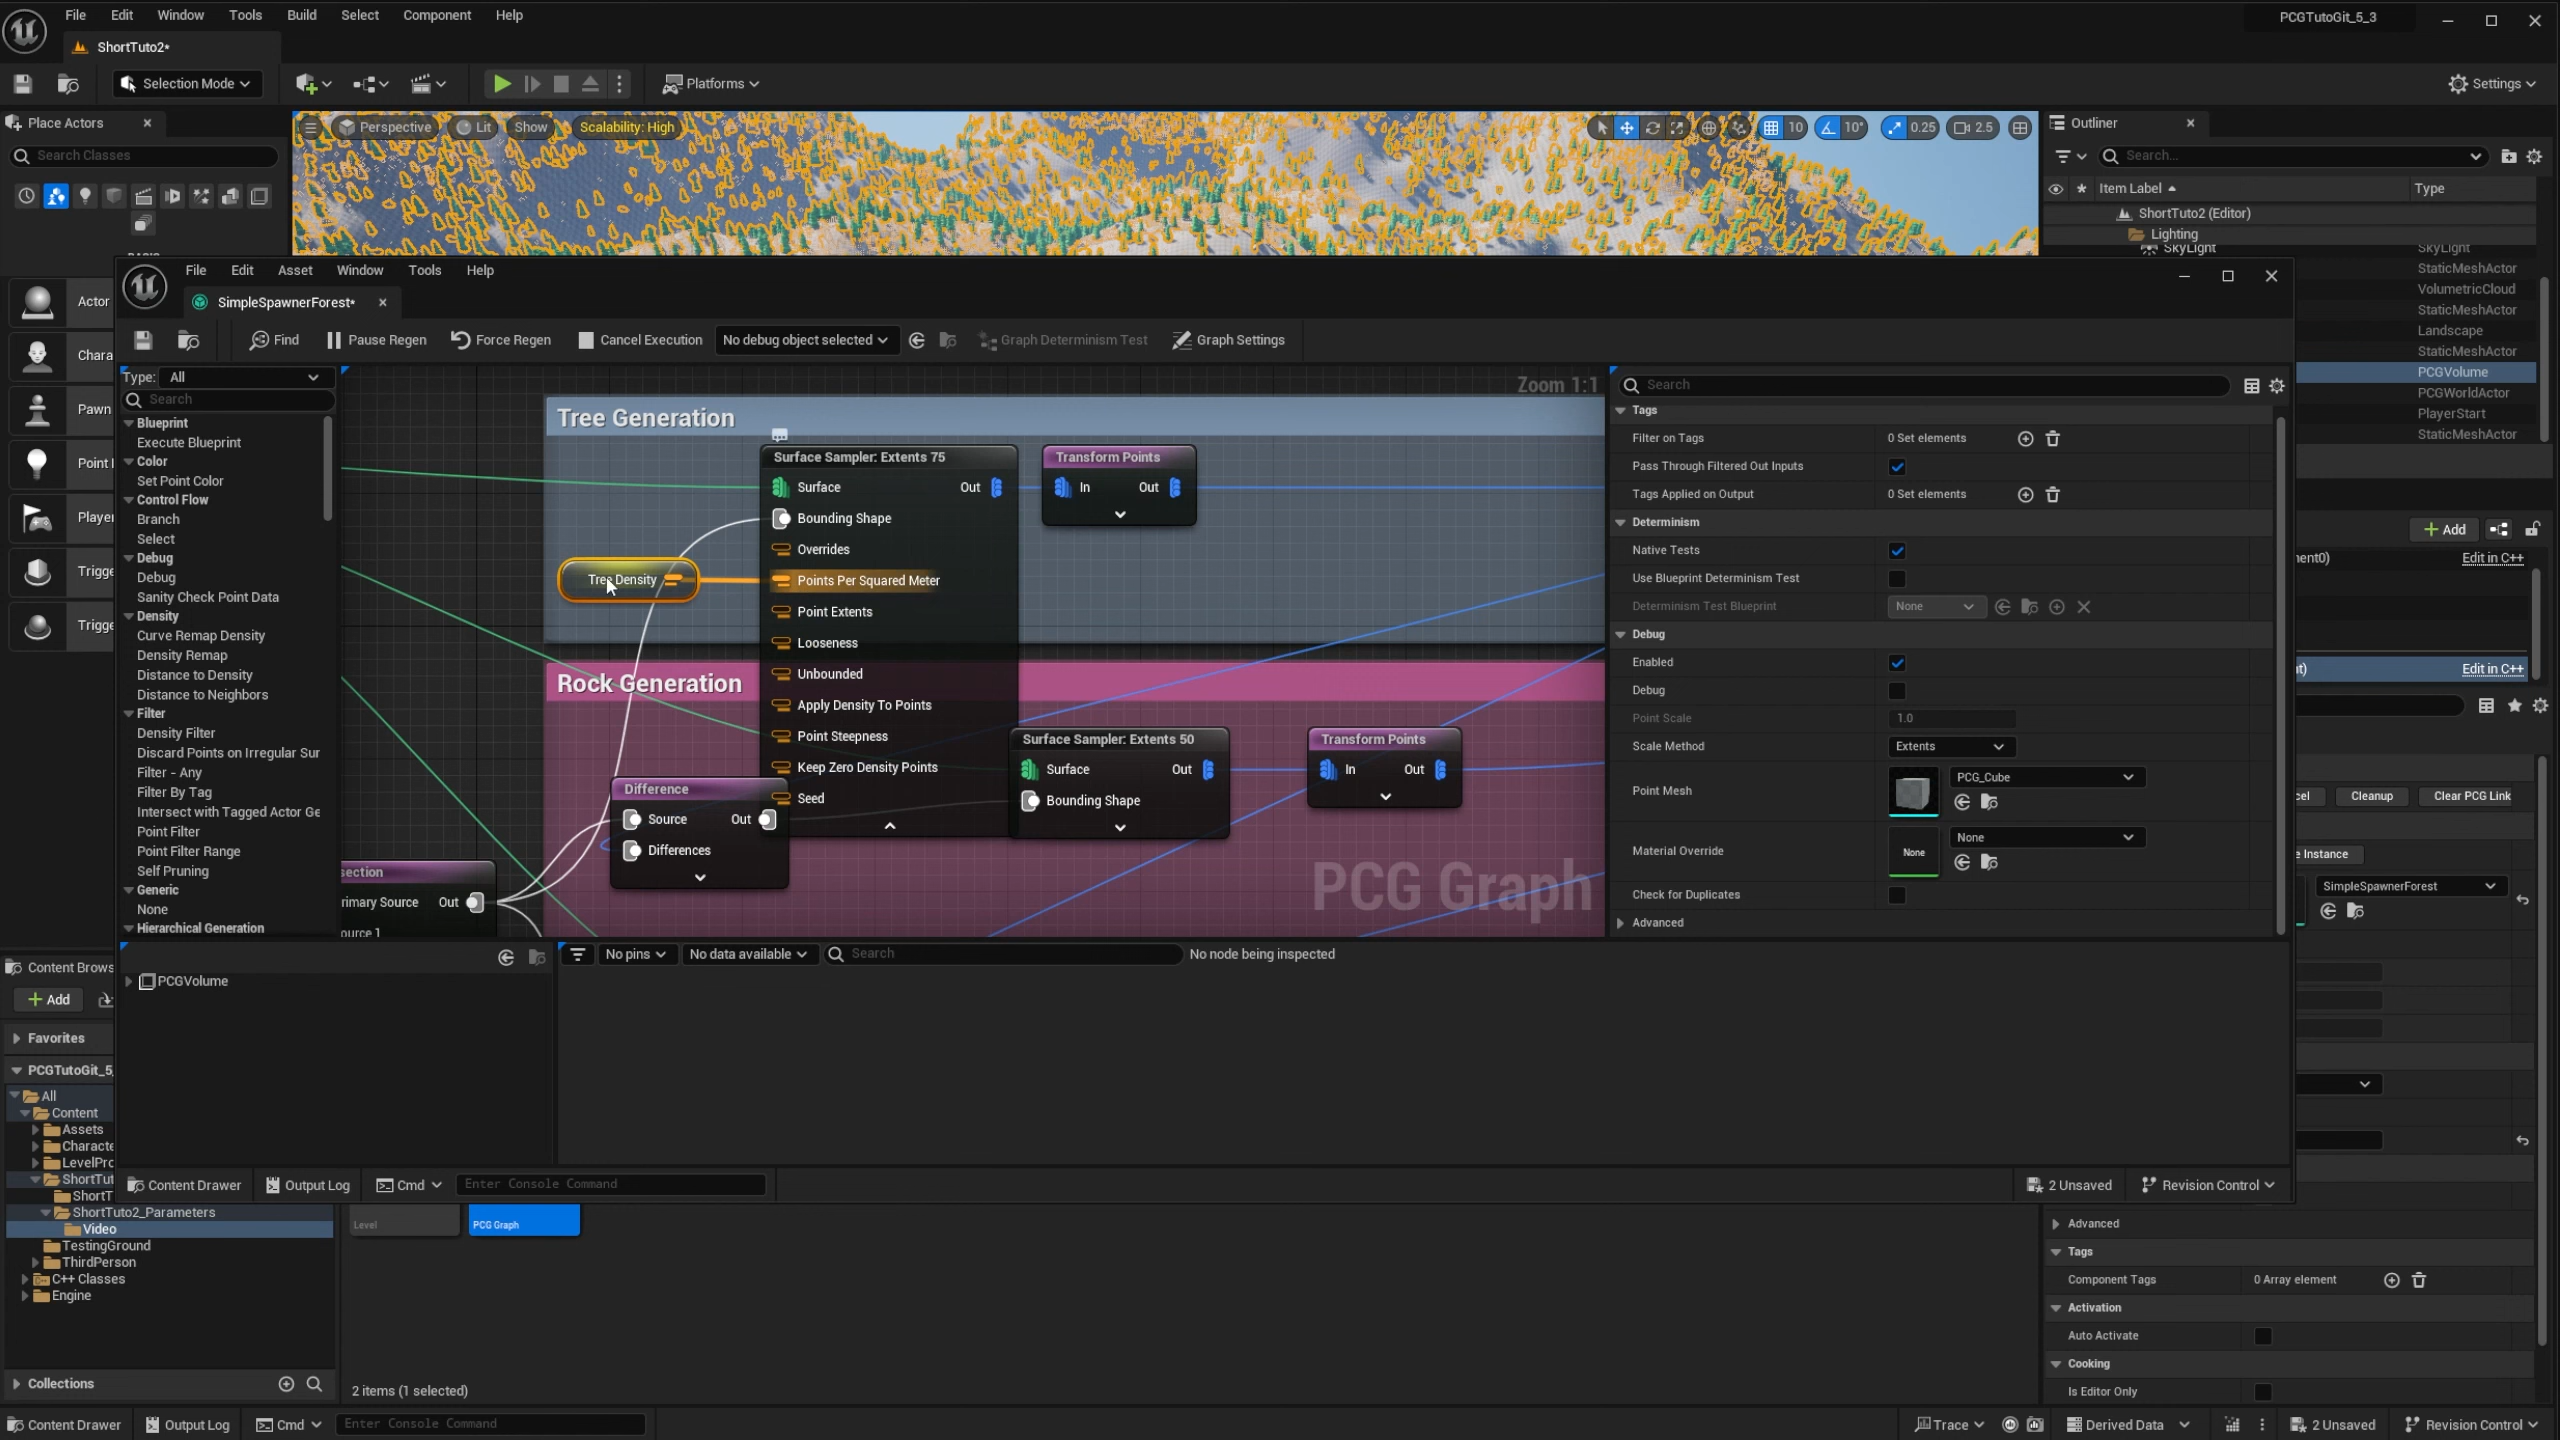 File Edit Window Tools Build Select Component Help
PCGTutoGit_5_3
ShortTuto2*
Selection Mode
Platforms
Settings
Place Actors
Perspective
Lit
Show
Scalability: High
10
10°
0.25
2.5
Outliner
Search Classes
Search...
Item Label
Type
ShortTuto2 (Editor)
Lighting
SkyLight SkyLight
StaticMeshActor
VolumetricCloud
StaticMeshActor
Landscape
StaticMeshActor
PCGVolume
PCGWorldActor
PlayerStart
StaticMeshActor
Actor
Chara
Pawn
Point
Player
Trigge
Trigge
File Edit Asset Window Tools Help
SimpleSpawnerForest*
Find
Pause Regen
Force Regen
Cancel Execution
No debug object selected
Graph Determinism Test
Graph Settings
Type: All
Search
Blueprint
Execute Blueprint
Color
Set Point Color
Control Flow
Branch
Select
Debug
Debug
Sanity Check Point Data
Density
Curve Remap Density
Density Remap
Distance to Density
Distance to Neighbors
Filter
Density Filter
Discard Points on Irregular Sur
Filter - Any
Filter By Tag
Intersect with Tagged Actor Ge
Point Filter
Point Filter Range
Self Pruning
Generic
None
Hierarchical Generation
Zoom 1:1
Tree Generation
Surface Sampler: Extents 75
Surface Out
Bounding Shape
Overrides
Points Per Squared Meter
Point Extents
Looseness
Unbounded
Apply Density To Points
Point Steepness
Keep Zero Density Points
Seed
Transform Points
In Out
Tree Density
Rock Generation
Surface Sampler: Extents 50
Surface Out
Bounding Shape
Transform Points
In Out
Difference
Source Out
Differences
section
rimary Source Out
ource 1
PCG Graph
Search
Tags
Filter on Tags 0 Set elements
Pass Through Filtered Out Inputs
Tags Applied on Output 0 Set elements
Determinism
Native Tests
Use Blueprint Determinism Test
Determinism Test Blueprint None
Debug
Enabled
Debug
Point Scale 1.0
Scale Method Extents
Point Mesh PCG_Cube
Material Override None None
Check for Duplicates
Advanced
Add
nent0) Edit in C++
nt) Edit in C++
cel Cleanup Clear PCG Link
e Instance
SimpleSpawnerForest
PCGVolume
No pins
No data available
Search
No node being inspected
Content Drawer
Output Log
Cmd
Enter Console Command
2 Unsaved
Revision Control
Content Brows
Add
Favorites
PCGTutoGit_5_
All
Content
Assets
Characte
LevelPro
ShortTut
ShortT
ShortTuto2_Parameters
Video
TestingGround
ThirdPerson
C++ Classes
Engine
Collections
Level
PCG Graph
2 items (1 selected)
Advanced
Tags
Component Tags 0 Array element
Activation
Auto Activate
Cooking
Is Editor Only
Content Drawer
Output Log
Cmd
Enter Console Command
Trace
Derived Data
2 Unsaved
Revision Control